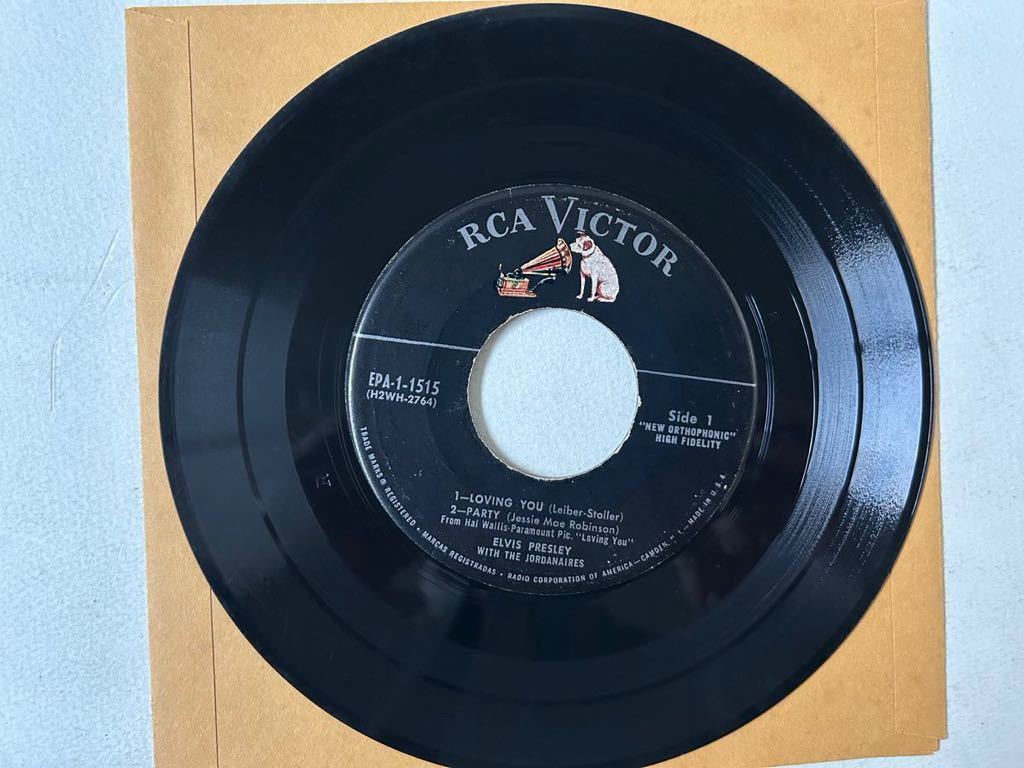 RCA VICTOR
EPA-1-1515
(H2WH-2764)
Side 1
"NEW ORTHOPHONIC"
HIGH FIDELITY
1—LOVING YOU (Leiber-Stoller)
2—PARTY (Jessie Mae Robinson)
From Hal Wallis-Paramount Pic. "Loving You"
ELVIS PRESLEY
WITH THE JORDANAIRES
TRADE MARKS ® REGISTERED • MARCAS REGISTRADAS • RADIO CORPORATION OF AMERICA—CAMDEN, N. J. • MADE IN U.S.A.